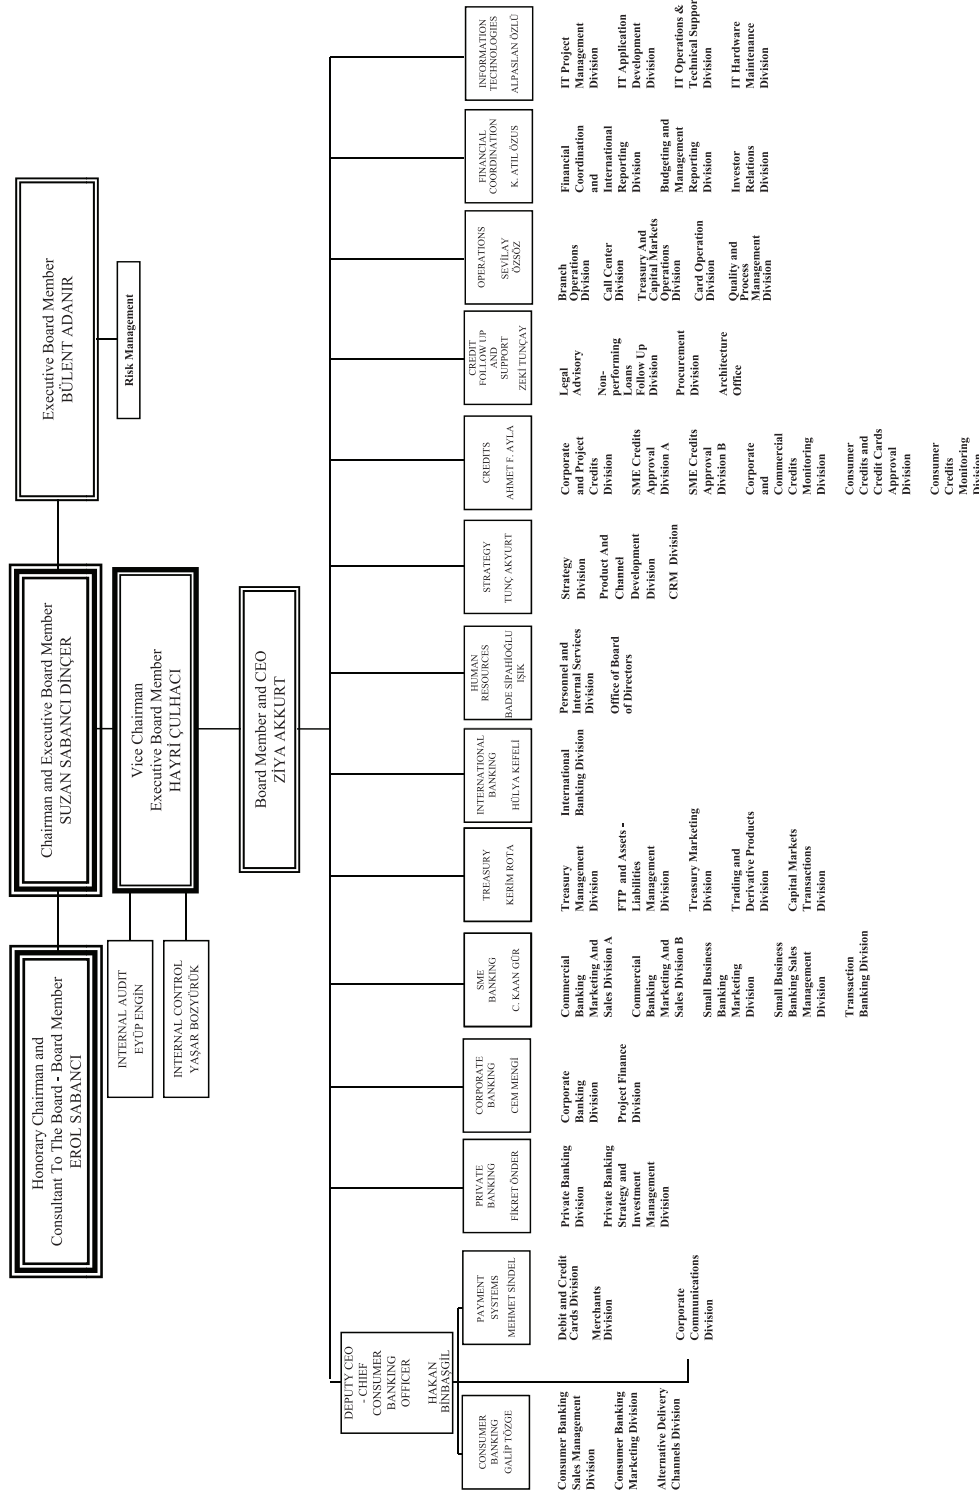 Honorary Chairman and
Consultant To The Board - Board Member
EROL SABANCI
Chairman and Executive Board Member
SUZAN SABANCI DİNÇER
Executive Board Member
BÜLENT ADANIR
Risk Management
INTERNAL AUDIT
EYÜP ENGİN
INTERNAL CONTROL
YAŞAR BOZYÜRÜK
Vice Chairman
Executive Board Member
HAYRİ ÇULHACI
Board Member and CEO
ZİYA AKKURT
DEPUTY CEO
- CHIEF
CONSUMER
BANKING
OFFICER
HAKAN
BİNBAŞGİL
CONSUMER
BANKING
GALİP TÖZGE
Consumer Banking
Sales Management
Division
Consumer Banking
Marketing Division
Alternative Delivery
Channels Division
PAYMENT
SYSTEMS
MEHMET SİNDEL
Debit and Credit
Cards Division
Merchants
Division
Corporate
Communications
Division
PRIVATE
BANKING
FİKRET ÖNDER
Private Banking
Division
Private Banking
Strategy and
Investment
Management
Division
CORPORATE
BANKING
CEM MENGİ
Corporate
Banking
Division
Project Finance
Division
SME
BANKING
C. KAAN GÜR
Commercial
Banking
Marketing And
Sales Division A
Commercial
Banking
Marketing And
Sales Division B
Small Business
Banking
Marketing
Division
Small Business
Banking Sales
Management
Division
Transaction
Banking Division
TREASURY
KERİM ROTA
Treasury
Management
Division
FTP and Assets -
Liabilities
Management
Division
Treasury Marketing
Division
Trading and
Derivative Products
Division
Capital Markets
Transactions
Division
INTERNATIONAL
BANKING
HÜLYA KEFELİ
International
Banking Division
HUMAN
RESOURCES
BADE SİPAHİOĞLU
IŞIK
Personnel and
Internal Services
Division
Office of Board
of Directors
STRATEGY
TUNÇ AKYURT
Strategy
Division
Product And
Channel
Development
Division
CRM Division
CREDITS
AHMET F. AYLA
Corporate
and Project
Credits
Division
SME Credits
Approval
Division A
SME Credits
Approval
Division B
Corporate
and
Commercial
Credits
Monitoring
Division
Consumer
Credits and
Credit Cards
Approval
Division
Consumer
Credits
Monitoring
Division
CREDIT
FOLLOW UP
AND
SUPPORT
ZEKİ TUNÇAY
Legal
Advisory
Non-
performing
Loans
Follow Up
Division
Procurement
Division
Architecture
Office
OPERATIONS
SEVİLAY
ÖZSÖZ
Branch
Operations
Division
Call Center
Division
Treasury And
Capital Markets
Operations
Division
Card Operation
Division
Quality and
Process
Management
Division
FINANCIAL
COORDINATION
K. ATIL ÖZUS
Financial
Coordination
and
International
Reporting
Division
Budgeting and
Management
Reporting
Division
Investor
Relations
Division
INFORMATION
TECHNOLOGIES
ALPASLAN ÖZLÜ
IT Project
Management
Division
IT Application
Development
Division
IT Operations &
Technical Support
Division
IT Hardware
Maintenance
Division